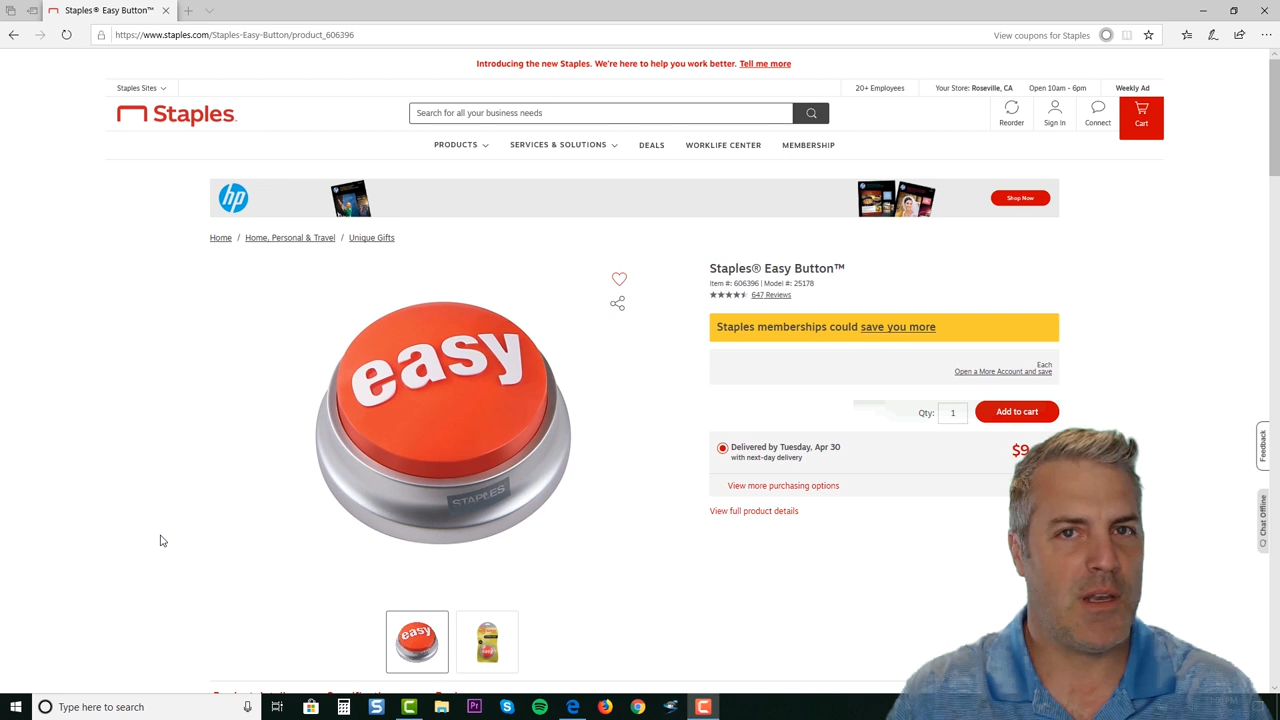 Staples® Easy Button™
https://www.staples.com/Staples-Easy-Button/product_606396
View coupons for Staples
Introducing the new Staples. We're here to help you work better. Tell me more
Staples Sites
20+ Employees
Your Store: Roseville, CA
Open 10am - 6pm
Weekly Ad
Staples
Search for all your business needs
Reorder
Sign In
Connect
Cart
PRODUCTS
SERVICES & SOLUTIONS
DEALS
WORKLIFE CENTER
MEMBERSHIP
hp
Shop Now
Home / Home, Personal & Travel / Unique Gifts
Staples® Easy Button™
Item #: 606396 | Model #: 25178
647 Reviews
Staples memberships could save you more
Each
Open a More Account and save
Qty: 1
Add to cart
Delivered by Tuesday, Apr 30
with next-day delivery
$9
View more purchasing options
View full product details
easy
STAPLES
easy
Feedback
Chat Offline
Type here to search